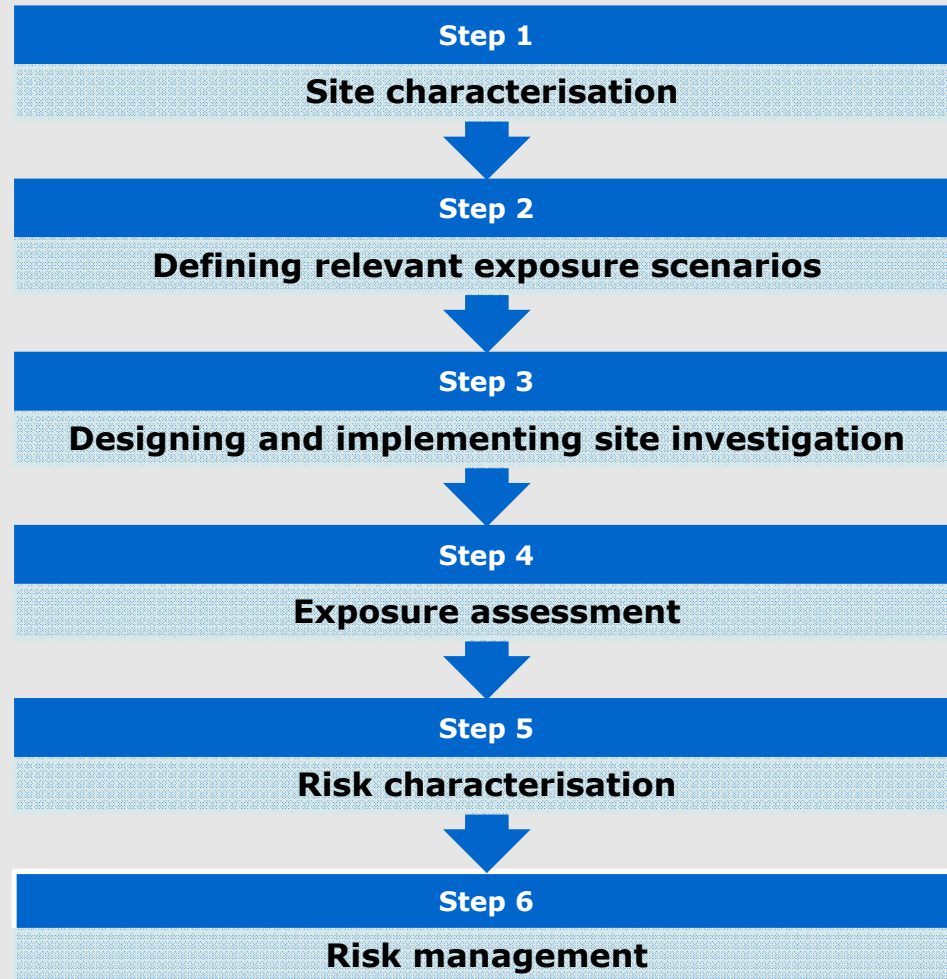 Step 1
Site characterisation
Step 2
Defining relevant exposure scenarios
Step 3
Designing and implementing site investigation
Step 4
Exposure assessment
Step 5
Risk characterisation
Step 6
Risk management